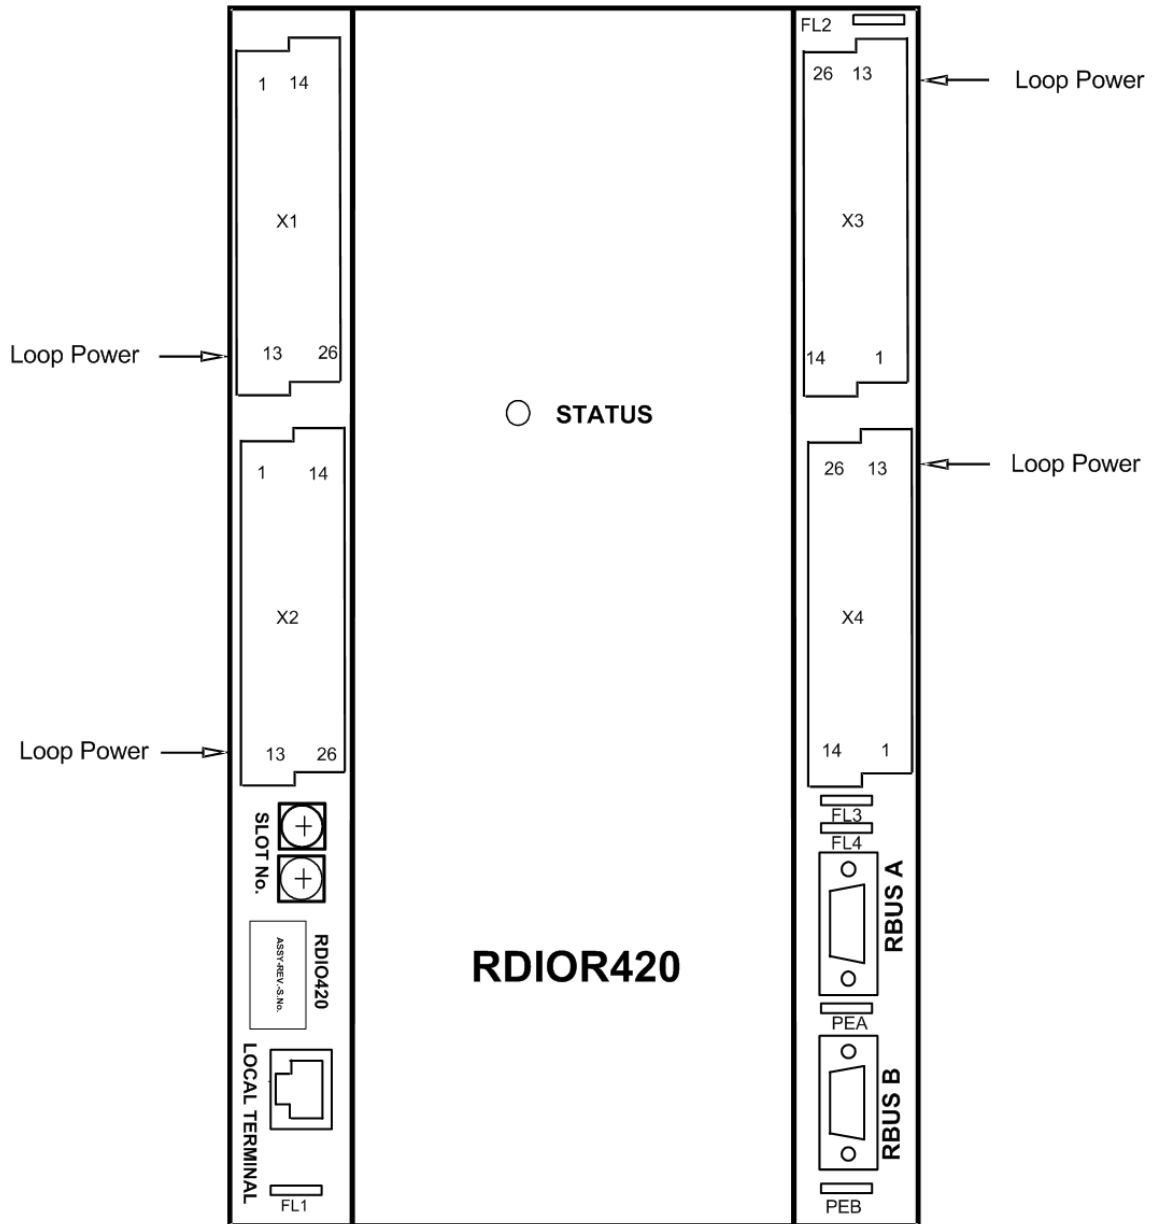 FL2
1 14
26 13
Loop Power
X1
X3
Loop Power
13 26
14 1
STATUS
1 14
26 13
Loop Power
X2
X4
Loop Power
13 26
14 1
SLOT No.
FL3
FL4
RBUS A
RDIO420
ASSY-REV.-S.No.
RDIOR420
PEA
LOCAL TERMINAL
RBUS B
FL1
PEB